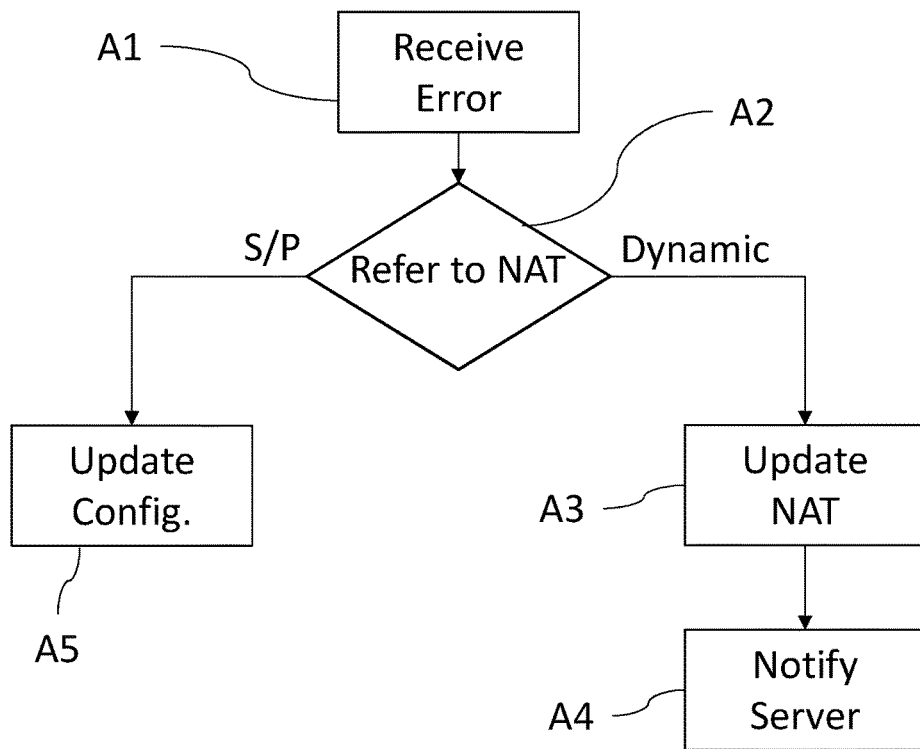 A1
Receive
Error
A2
S/P
Refer to NAT
Dynamic
Update
Config.
A5
Update
NAT
A3
Notify
Server
A4